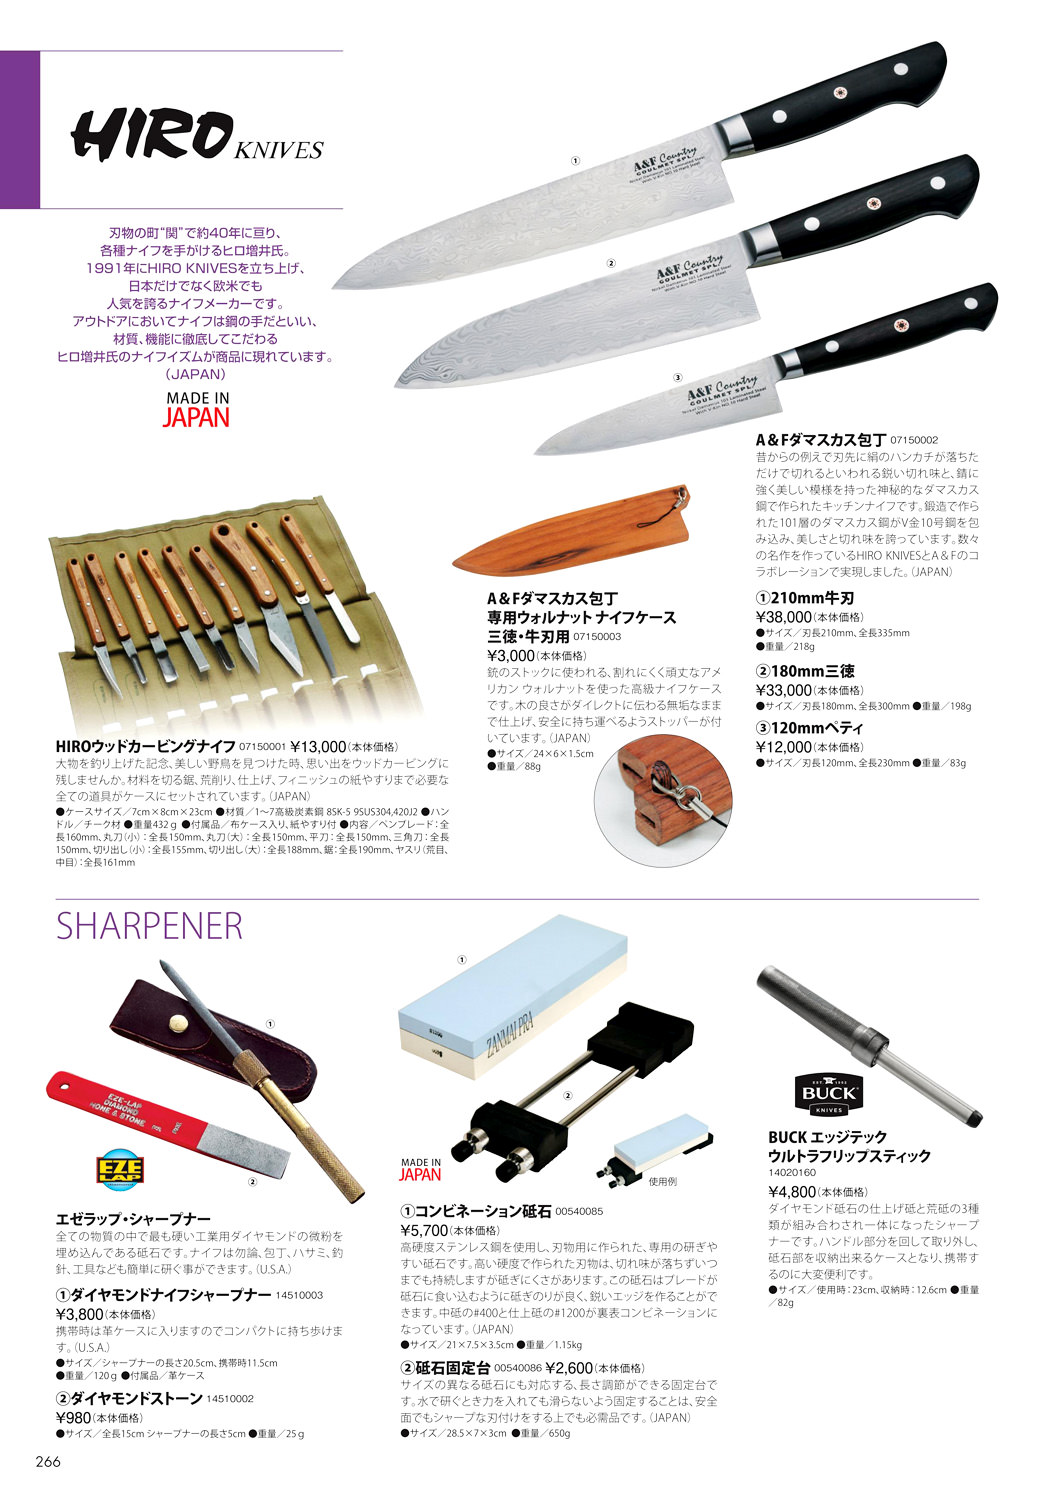 HIRO KNIVES
刃物の町“関”で約40年に亘り、
各種ナイフを手がけるヒロ増井氏。
1991年にHIRO KNIVESを立ち上げ、
日本だけでなく欧米でも
人気を誇るナイフメーカーです。
アウトドアにおいてナイフは鋼の手だといい、
材質、機能に徹底してこだわる
ヒロ増井氏のナイフイズムが商品に現れています。
（JAPAN）
MADE IN
JAPAN
①
A&F Country
GOULMET SPL.
Nickel Damascus 101 Laminated Steel
With V-Kin NO.10 Hard Steel
②
A&F Country
GOULMET SPL.
Nickel Damascus 101 Laminated Steel
With V-Kin NO.10 Hard Steel
③
A&F Country
GOULMET SPL.
Nickel Damascus 101 Laminated Steel
With V-Kin NO.10 Hard Steel
A＆Fダマスカス包丁 07150002
昔からの例えで刃先に絹のハンカチが落ちた
だけで切れるといわれる鋭い切れ味と、錆に
強く美しい模様を持った神秘的なダマスカス
鋼で作られたキッチンナイフです。鍛造で作ら
れた101層のダマスカス鋼がV金10号鋼を包
み込み、美しさと切れ味を誇っています。数々
の名作を作っているHIRO KNIVESとA＆Fのコ
ラボレーションで実現しました。（JAPAN）
①210mm牛刃
¥38,000（本体価格）
●サイズ／刃長210mm、全長335mm
●重量／218g
②180mm三徳
¥33,000（本体価格）
●サイズ／刃長180mm、全長300mm ●重量／198g
③120mmペティ
¥12,000（本体価格）
●サイズ／刃長120mm、全長230mm ●重量／83g
A＆Fダマスカス包丁
専用ウォルナット ナイフケース
三徳・牛刃用 07150003
¥3,000（本体価格）
銃のストックに使われる、割れにくく頑丈なアメ
リカン ウォルナットを使った高級ナイフケース
です。木の良さがダイレクトに伝わる無垢なまま
で仕上げ、安全に持ち運べるようストッパーが付
いています。（JAPAN）
●サイズ／24×6×1.5cm
●重量／88g
HIROウッドカービングナイフ 07150001 ¥13,000（本体価格）
大物を釣り上げた記念、美しい野鳥を見つけた時、思い出をウッドカービングに
残しませんか。材料を切る鋸、荒削り、仕上げ、フィニッシュの紙やすりまで必要な
全ての道具がケースにセットされています。（JAPAN）
●ケースサイズ／7cm×8cm×23cm ●材質／1〜7高級炭素鋼 8SK-5 9SUS304,420J2 ●ハン
ドル／チーク材 ●重量432g ●付属品／布ケース入り、紙やすり付 ●内容／ペンブレード：全
長160mm、丸刀（小）：全長150mm、丸刀（大）：全長150mm、平刀：全長150mm、三角刀：全長
150mm、切り出し（小）：全長155mm、切り出し（大）：全長188mm、鋸：全長190mm、ヤスリ（荒目、
中目）：全長161mm
SHARPENER
①
EZE-LAP
DIAMOND
HONE & STONE
②
EZE
LAP
エゼラップ・シャープナー
全ての物質の中で最も硬い工業用ダイヤモンドの微粉を
埋め込んである砥石です。ナイフは勿論、包丁、ハサミ、釣
針、工具なども簡単に研ぐ事ができます。（U.S.A.）
①ダイヤモンドナイフシャープナー 14510003
¥3,800（本体価格）
携帯時は革ケースに入りますのでコンパクトに持ち歩けま
す。（U.S.A.）
●サイズ／シャープナーの長さ20.5cm、携帯時11.5cm
●重量／120g ●付属品／革ケース
②ダイヤモンドストーン 14510002
¥980（本体価格）
●サイズ／全長15cm シャープナーの長さ5cm ●重量／25g
①
ZANMAI PRA
②
MADE IN
JAPAN
使用例
①コンビネーション砥石 00540085
¥5,700（本体価格）
高硬度ステンレス鋼を使用し、刃物用に作られた、専用の研ぎや
すい砥石です。高い硬度で作られた刃物は、切れ味が落ちずいつ
までも持続しますが砥ぎにくさがあります。この砥石はブレードが
砥石に食い込むように砥ぎのりが良く、鋭いエッジを作ることがで
きます。中砥の#400と仕上砥の#1200が裏表コンビネーションに
なっています。（JAPAN）
●サイズ／21×7.5×3.5cm ●重量／1.15kg
②砥石固定台 00540086 ¥2,600（本体価格）
サイズの異なる砥石にも対応する、長さ調節ができる固定台で
す。水で研ぐとき力を入れても滑らないよう固定することは、安全
面でもシャープな刃付けをする上でも必需品です。（JAPAN）
●サイズ／28.5×7×3cm ●重量／650g
EST. 1902
BUCK
KNIVES
BUCK エッジテック
ウルトラフリップスティック
14020160
¥4,800（本体価格）
ダイヤモンド砥石の仕上げ砥と荒砥の3種
類が組み合わされ一体になったシャープ
ナーです。ハンドル部分を回して取り外し、
砥石部を収納出来るケースとなり、携帯す
るのに大変便利です。
●サイズ／使用時：23cm、収納時：12.6cm ●重量
／82g
266